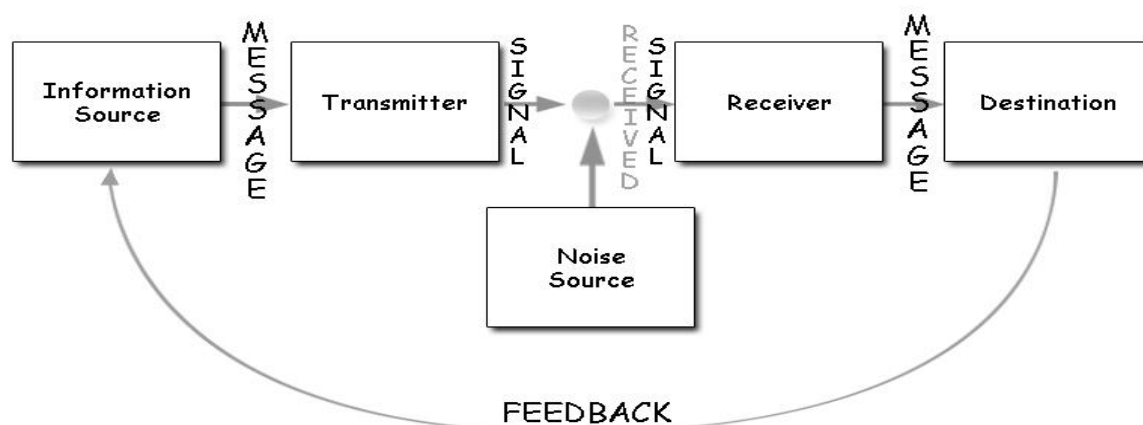 MESSAGE
SIGNAL
RECEIVED
SIGNAL
MESSAGE
Information
Source
Transmitter
Receiver
Destination
Noise
Source
FEEDBACK